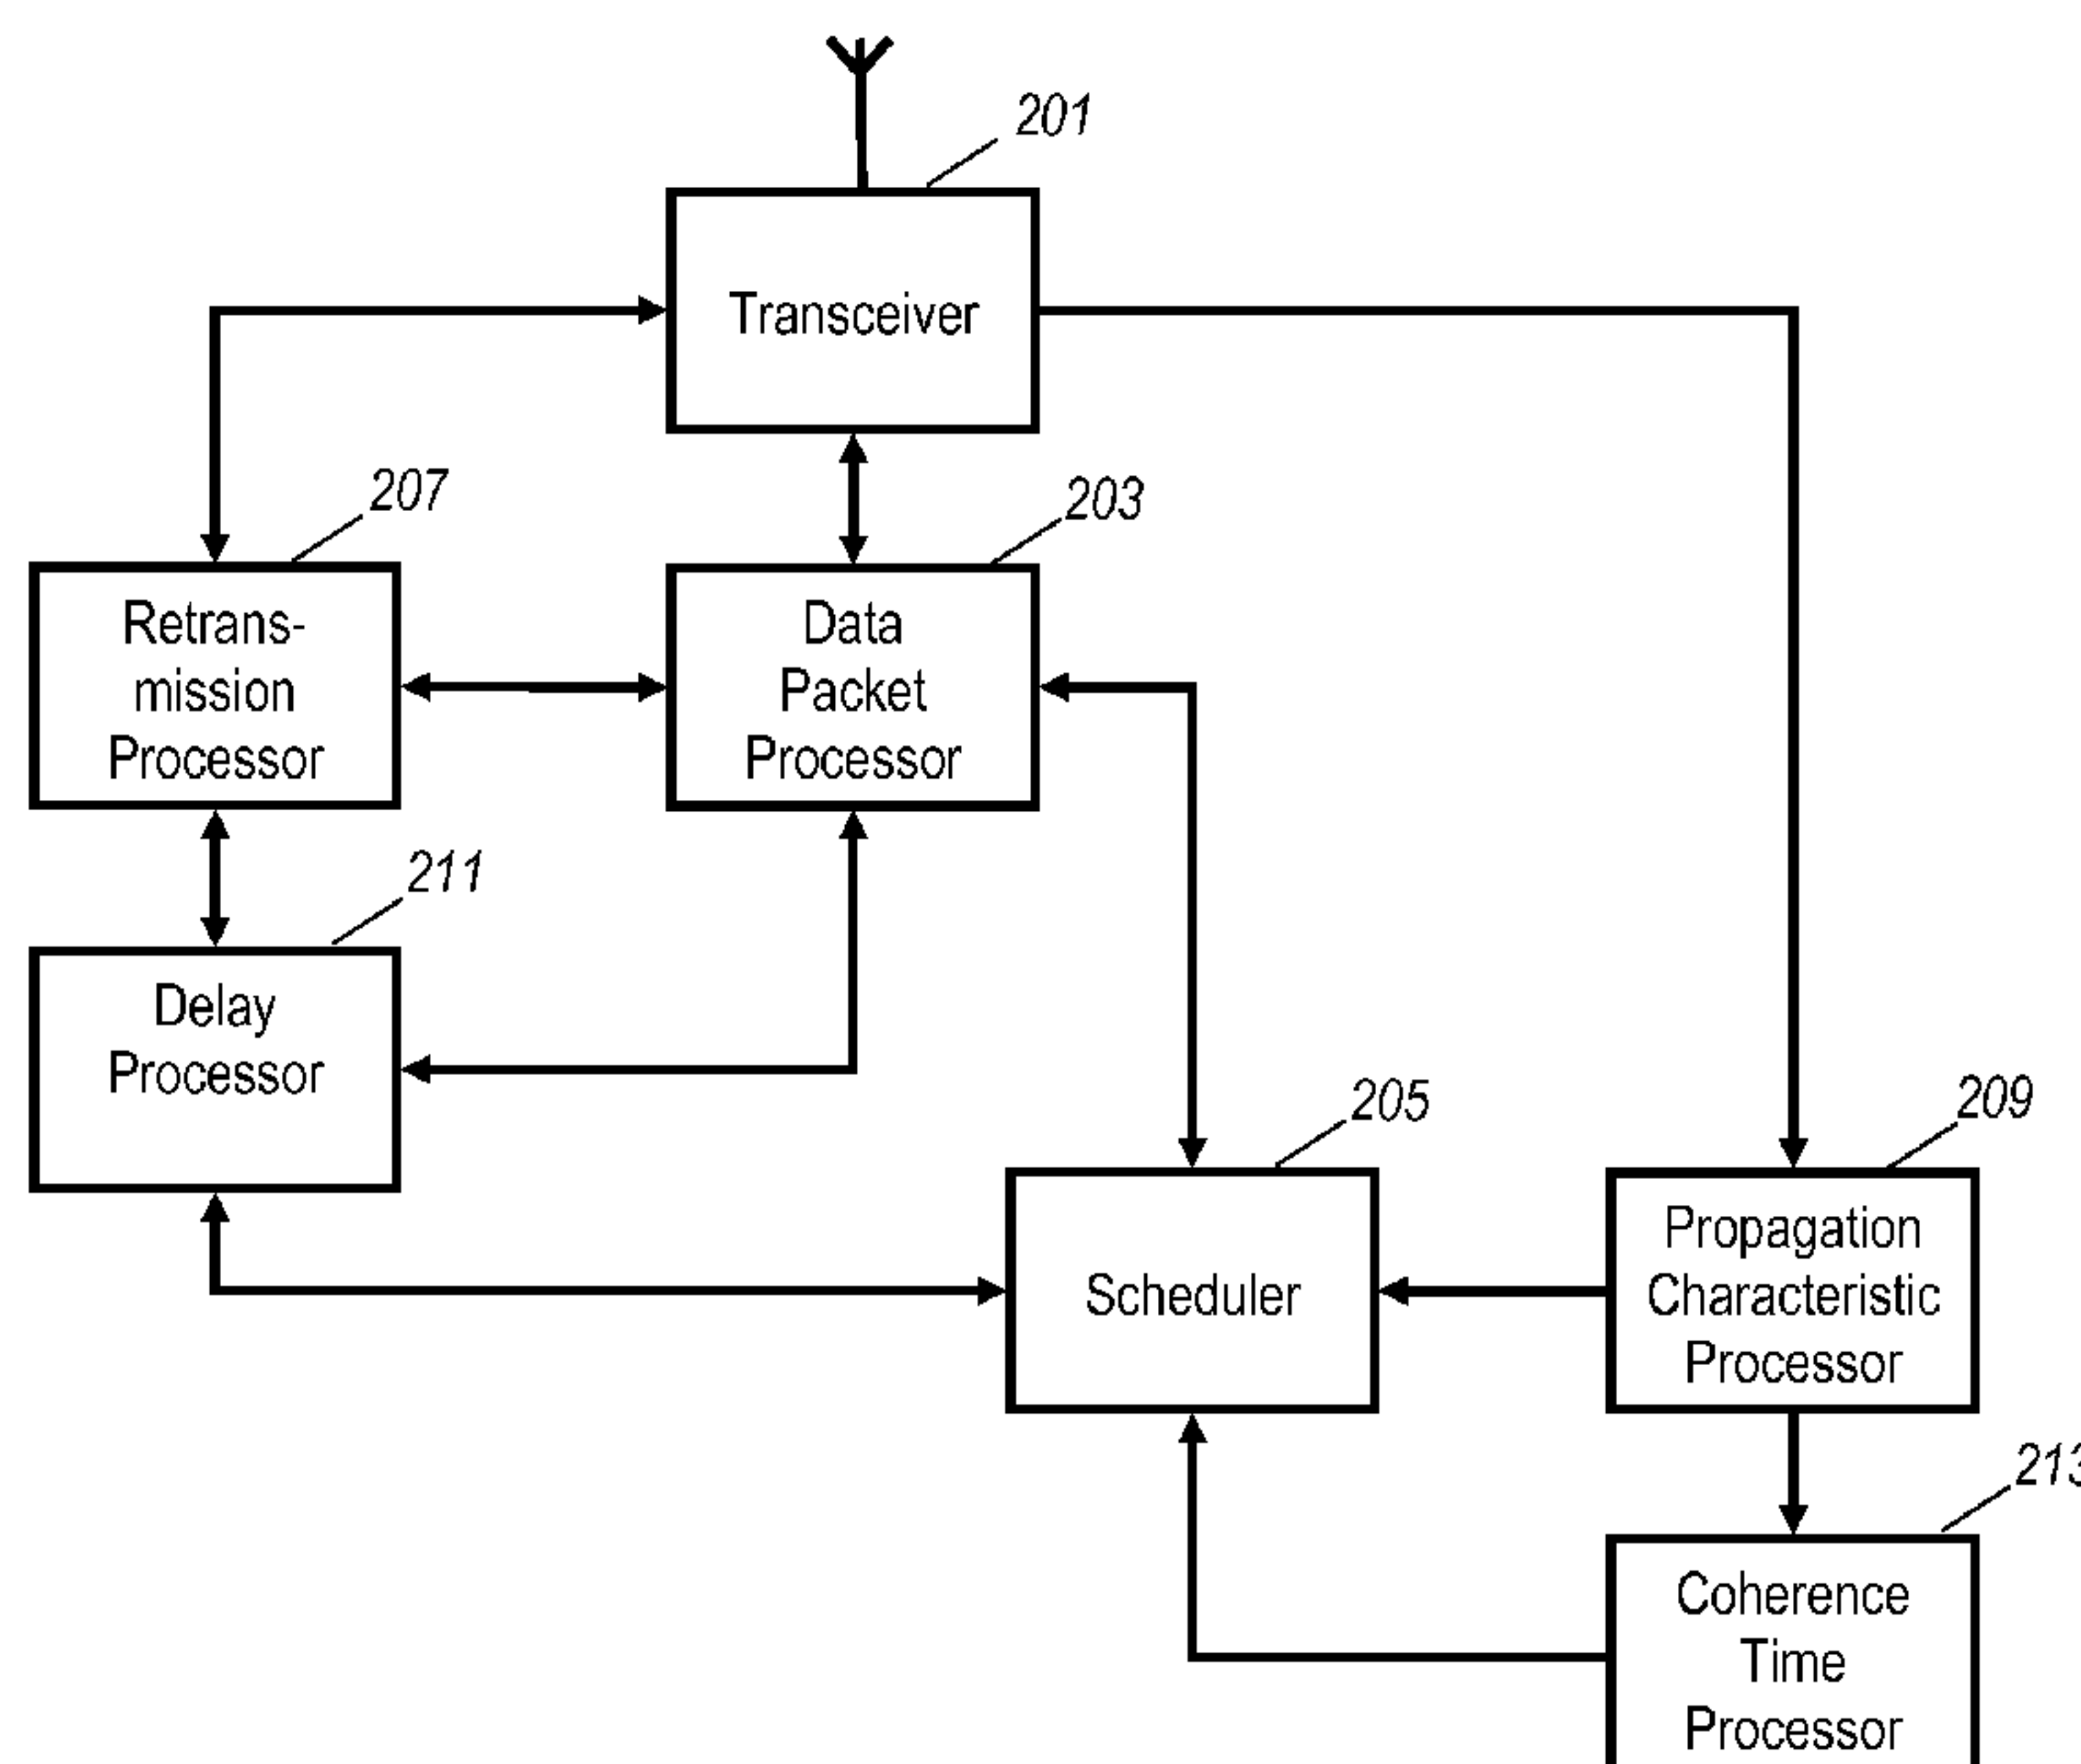 201
Transceiver
207
203
Retrans-
mission
Processor
Data
Packet
Processor
211
Delay
Processor
205
209
Scheduler
Propagation
Characteristic
Processor
213
Coherence
Time
Processor